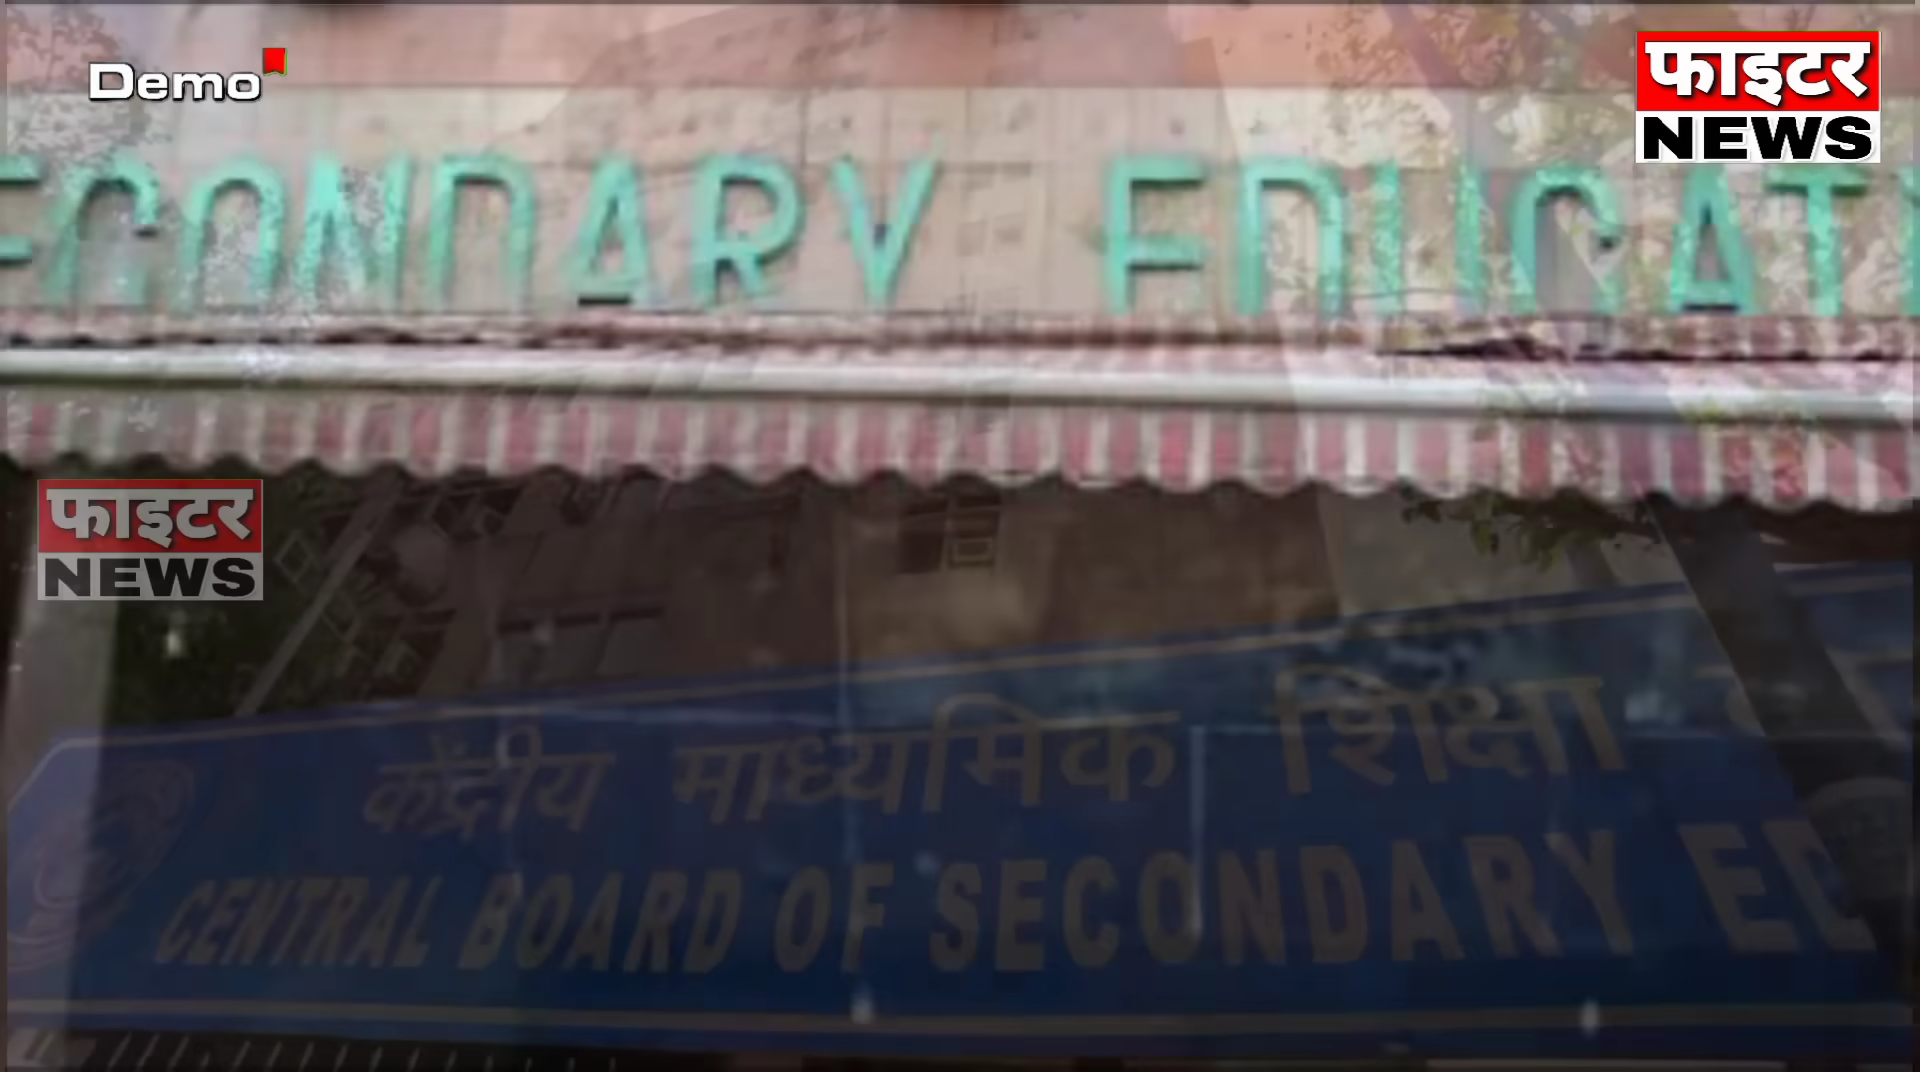 Demo
फाइटर
NEWS
ECONDARY EDUCATI
फाइटर
NEWS
केंद्रीय माध्यमिक शिक्षा
CENTRAL BOARD OF SECONDARY ED